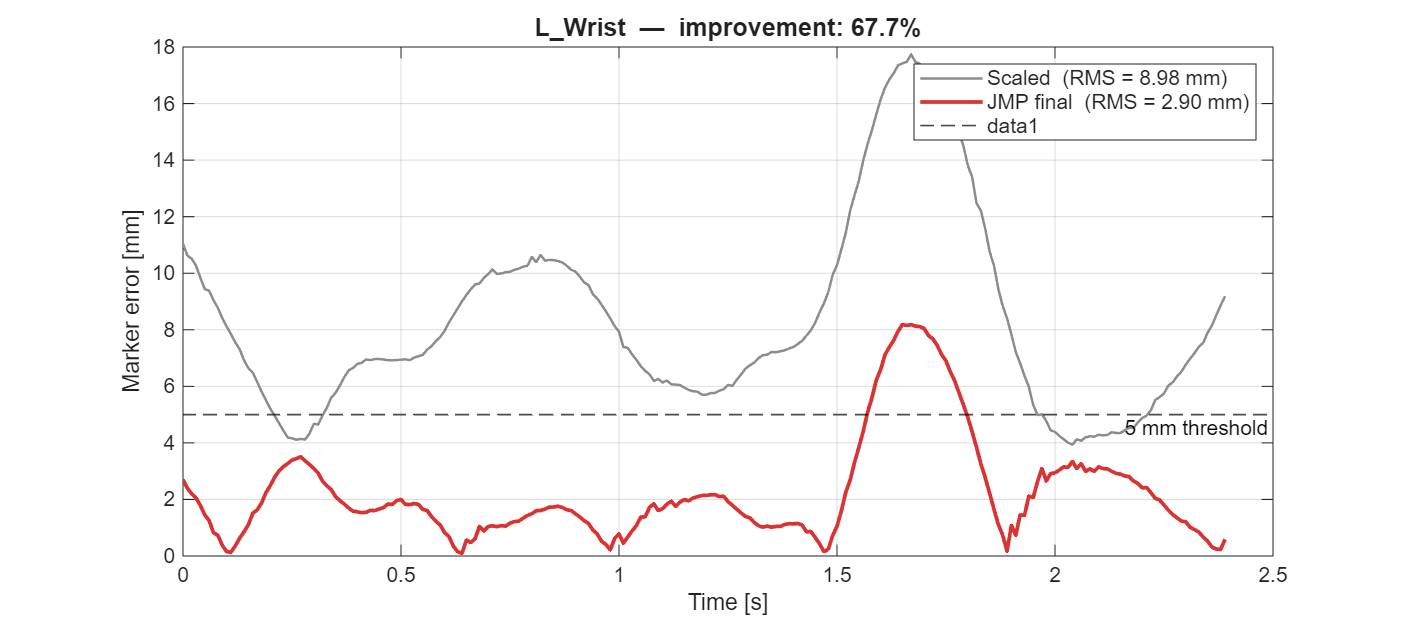 L_Wrist — improvement: 67.7%
Scaled (RMS = 8.98 mm)
JMP final (RMS = 2.90 mm)
data1
5 mm threshold
Marker error [mm]
18
16
14
12
10
8
6
4
2
0
0 0.5 1 1.5 2 2.5
Time [s]